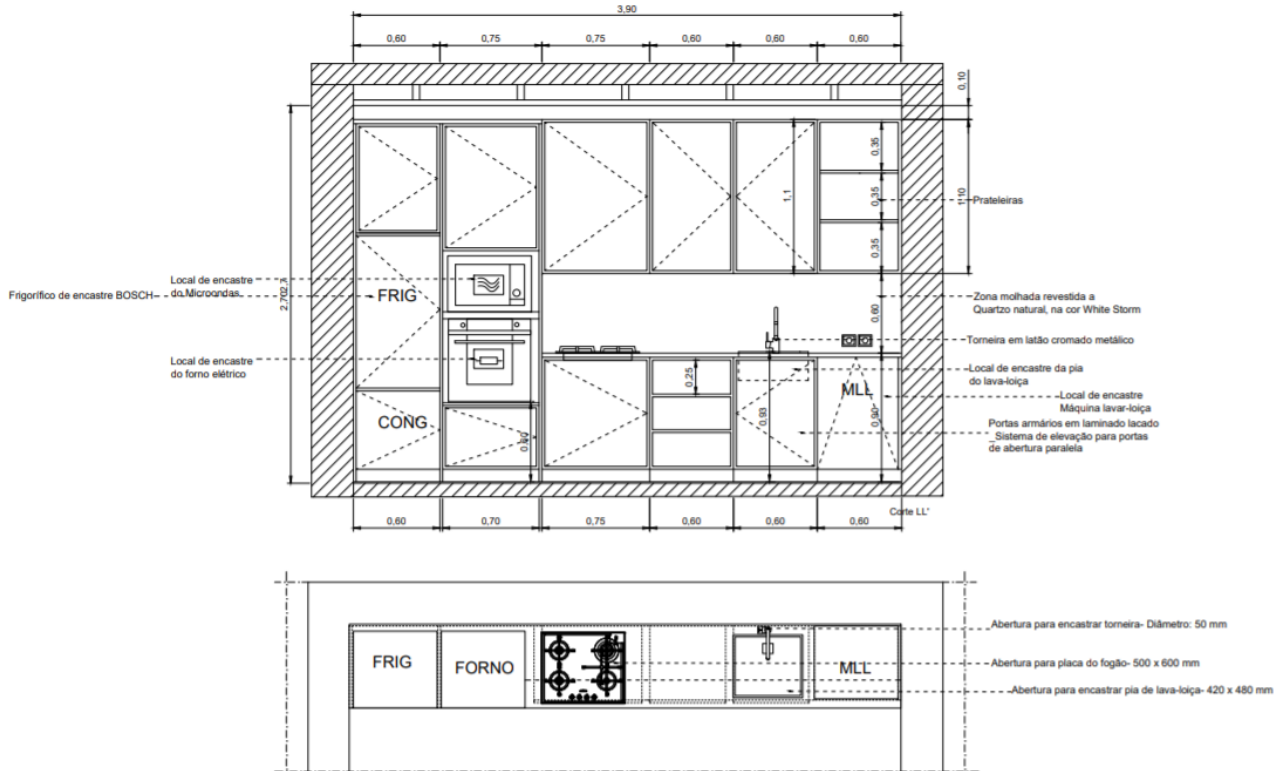 3,90
0,60 0,75 0,75 0,60 0,60 0,60
0,10
0,35
1,1
0,35
1,10
Prateleiras
0,35
Local de encastre
do Microondas
Frigorífico de encastre BOSCH
2,702,7
FRIG
Zona molhada revestida a
Quartzo natural, na cor White Storm
0,60
Torneira em latão cromado metálico
Local de encastre
do forno elétrico
Local de encastre da pia
do lava-loiça
0,25
MLL
Local de encastre
Máquina lavar-loiça
CONG
0,93
0,90
Portas armários em laminado lacado
_Sistema de elevação para portas
de abertura paralela
Corte LL'
0,60 0,70 0,75 0,60 0,60 0,60
Abertura para encastrar torneira- Diâmetro: 50 mm
FRIG
FORNO
MLL
Abertura para placa do fogão- 500 x 600 mm
Abertura para encastrar pia de lava-loiça- 420 x 480 mm